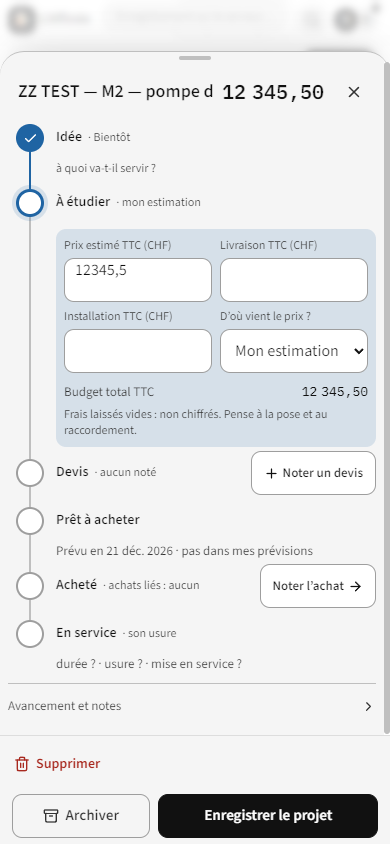 ZZ TEST — M2 — pompe d 12 345,50
Idée · Bientôt
à quoi va-t-il servir ?
À étudier · mon estimation
Prix estimé TTC (CHF) Livraison TTC (CHF)
12345,5
Installation TTC (CHF) D’où vient le prix ?
Mon estimation
Budget total TTC 12 345,50
Frais laissés vides : non chiffrés. Pense à la pose et au
raccordement.
Devis · aucun noté + Noter un devis
Prêt à acheter
Prévu en 21 déc. 2026 · pas dans mes prévisions
Acheté · achats liés : aucun Noter l’achat →
En service · son usure
durée ? · usure ? · mise en service ?
Avancement et notes
Supprimer
Archiver Enregistrer le projet